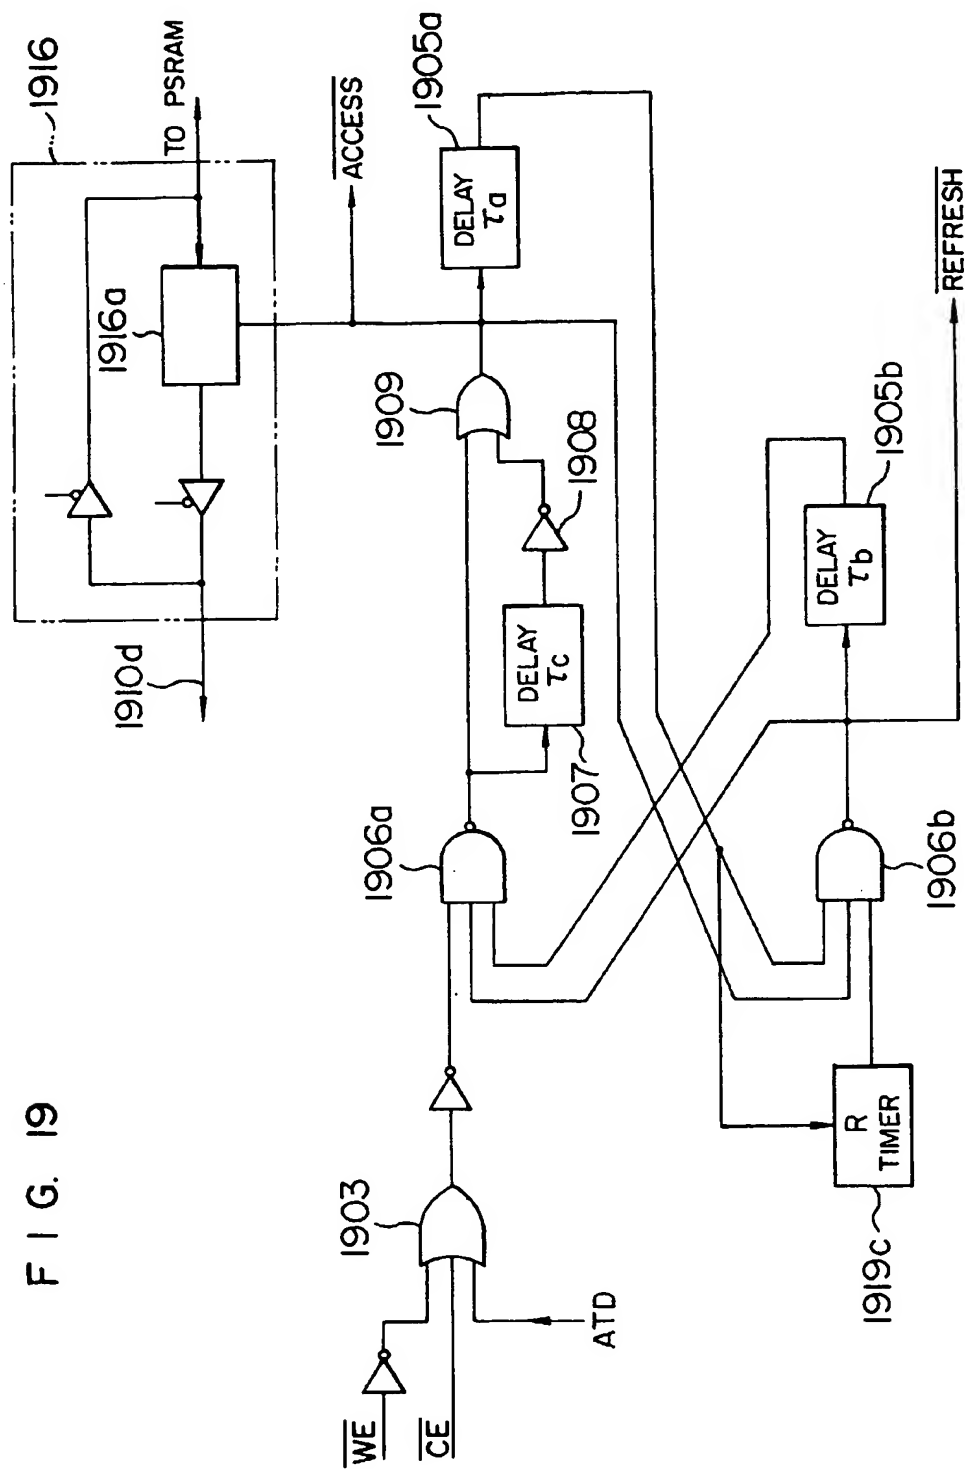 FIG. 19
1916
TO PSRAM
1916a
1910d
ACCESS
1905a
DELAY
τa
1909
1908
DELAY
τc
1907
1906a
1903
WE
CE
ATD
1905b
DELAY
τb
REFRESH
1906b
R
TIMER
1919c